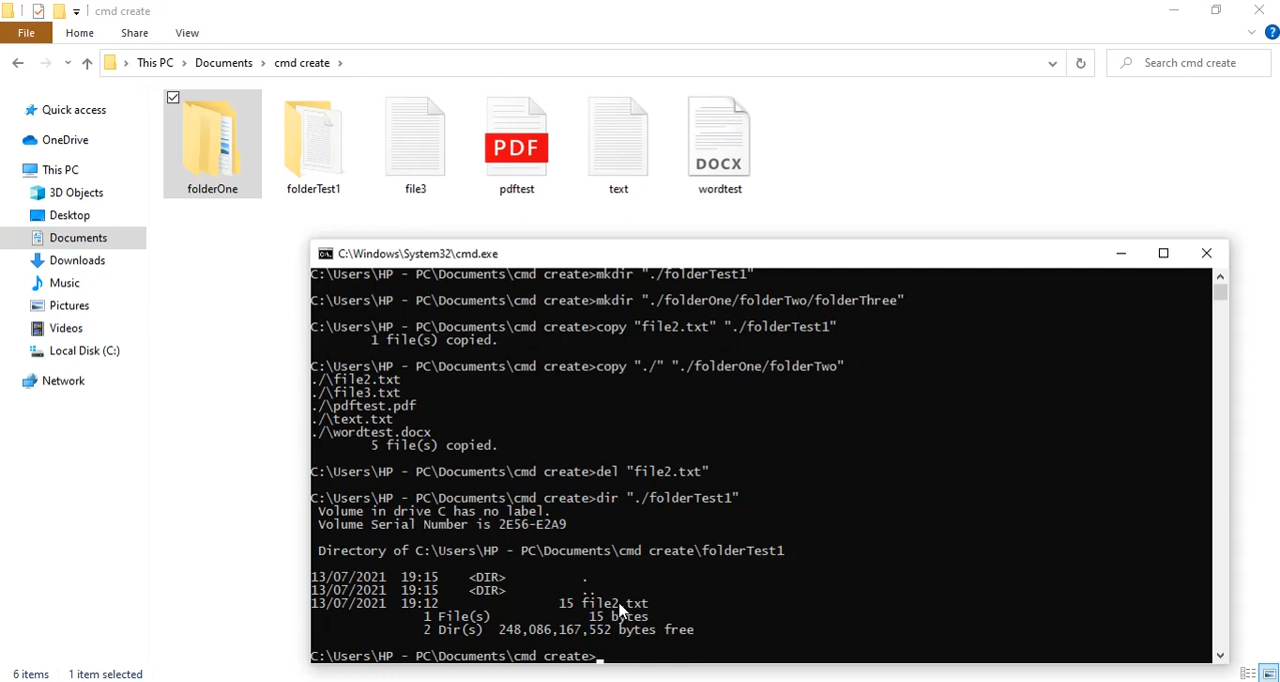 cmd create
File Home Share View
This PC Documents cmd create
Search cmd create
Quick access
OneDrive
This PC
3D Objects
Desktop
Documents
Downloads
Music
Pictures
Videos
Local Disk (C:)
Network
folderOne folderTest1 file3 pdftest text wordtest
PDF
DOCX
C:\Windows\System32\cmd.exe
C:\Users\HP - PC\Documents\cmd create>mkdir "./folderTest1"
C:\Users\HP - PC\Documents\cmd create>mkdir "./folderOne/folderTwo/folderThree"
C:\Users\HP - PC\Documents\cmd create>copy "file2.txt" "./folderTest1"
1 file(s) copied.
C:\Users\HP - PC\Documents\cmd create>copy "./" "./folderOne/folderTwo"
./\file2.txt
./\file3.txt
./\pdftest.pdf
./\text.txt
./\wordtest.docx
5 file(s) copied.
C:\Users\HP - PC\Documents\cmd create>del "file2.txt"
C:\Users\HP - PC\Documents\cmd create>dir "./folderTest1"
Volume in drive C has no label.
Volume Serial Number is 2E56-E2A9
Directory of C:\Users\HP - PC\Documents\cmd create\folderTest1
13/07/2021 19:15 <DIR> .
13/07/2021 19:15 <DIR> ..
13/07/2021 19:12 15 file2.txt
1 File(s) 15 bytes
2 Dir(s) 248,086,167,552 bytes free
C:\Users\HP - PC\Documents\cmd create>
6 items 1 item selected